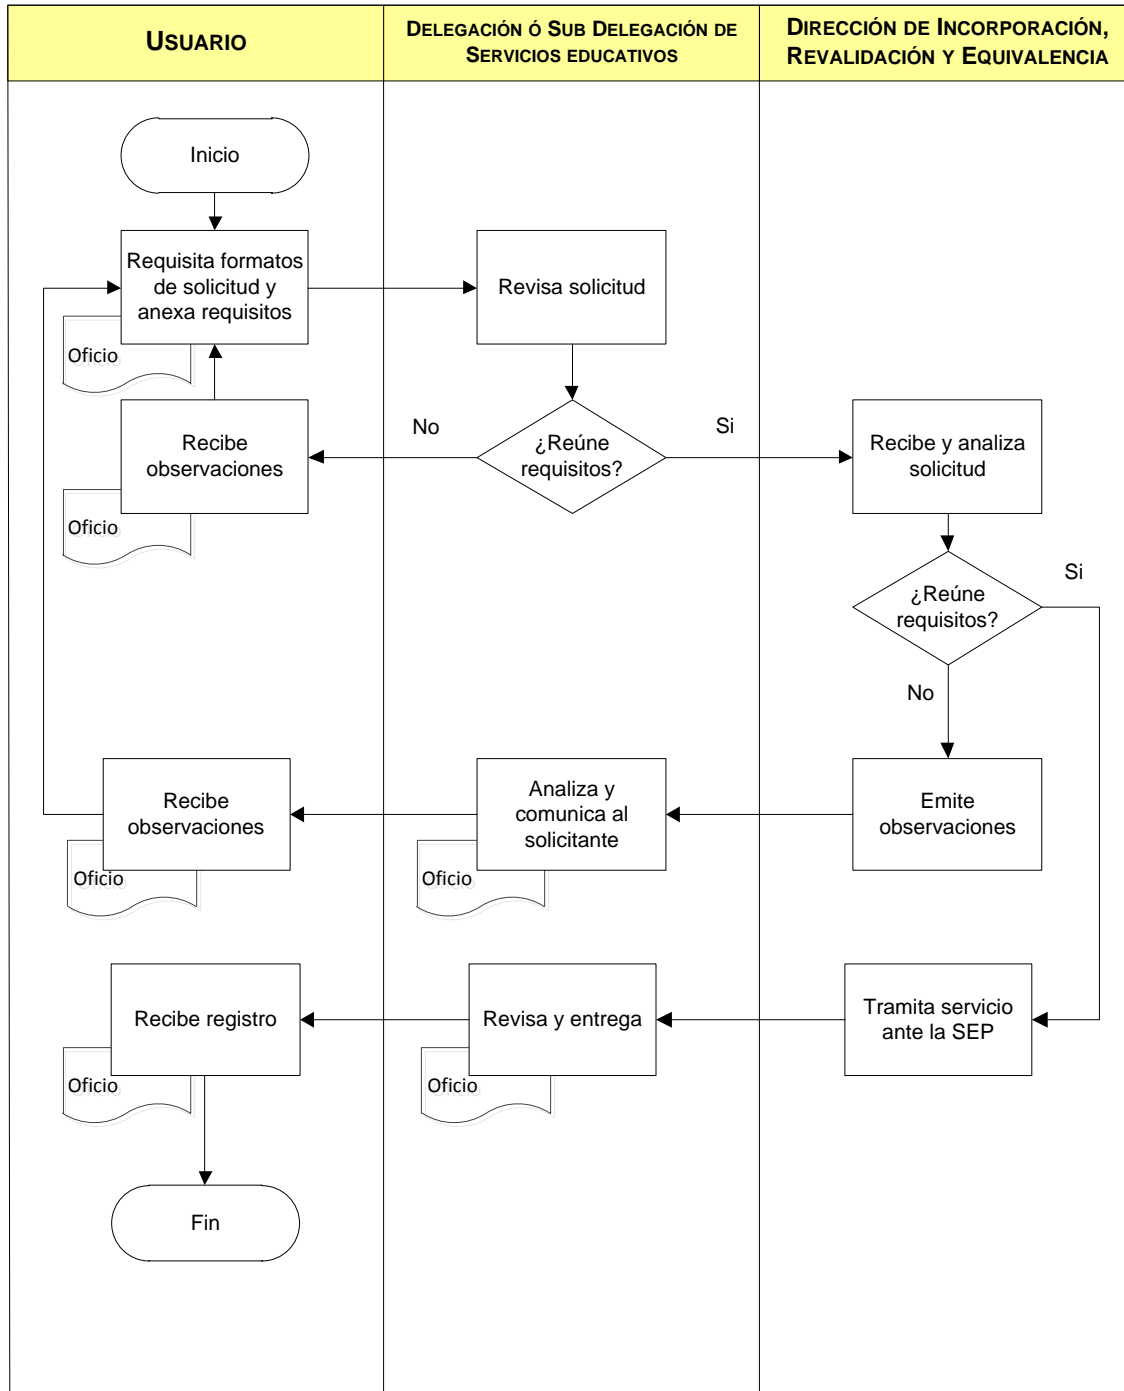 USUARIO
DELEGACIÓN Ó SUB DELEGACIÓN DE
SERVICIOS EDUCATIVOS
DIRECCIÓN DE INCORPORACIÓN,
REVALIDACIÓN Y EQUIVALENCIA
Inicio
Requisita formatos
de solicitud y
anexa requisitos
Oficio
Revisa solicitud
Recibe
observaciones
Oficio
No
¿Reúne
requisitos?
Si
Recibe y analiza
solicitud
¿Reúne
requisitos?
Si
No
Recibe
observaciones
Oficio
Analiza y
comunica al
solicitante
Oficio
Emite
observaciones
Recibe registro
Oficio
Revisa y entrega
Oficio
Tramita servicio
ante la SEP
Fin